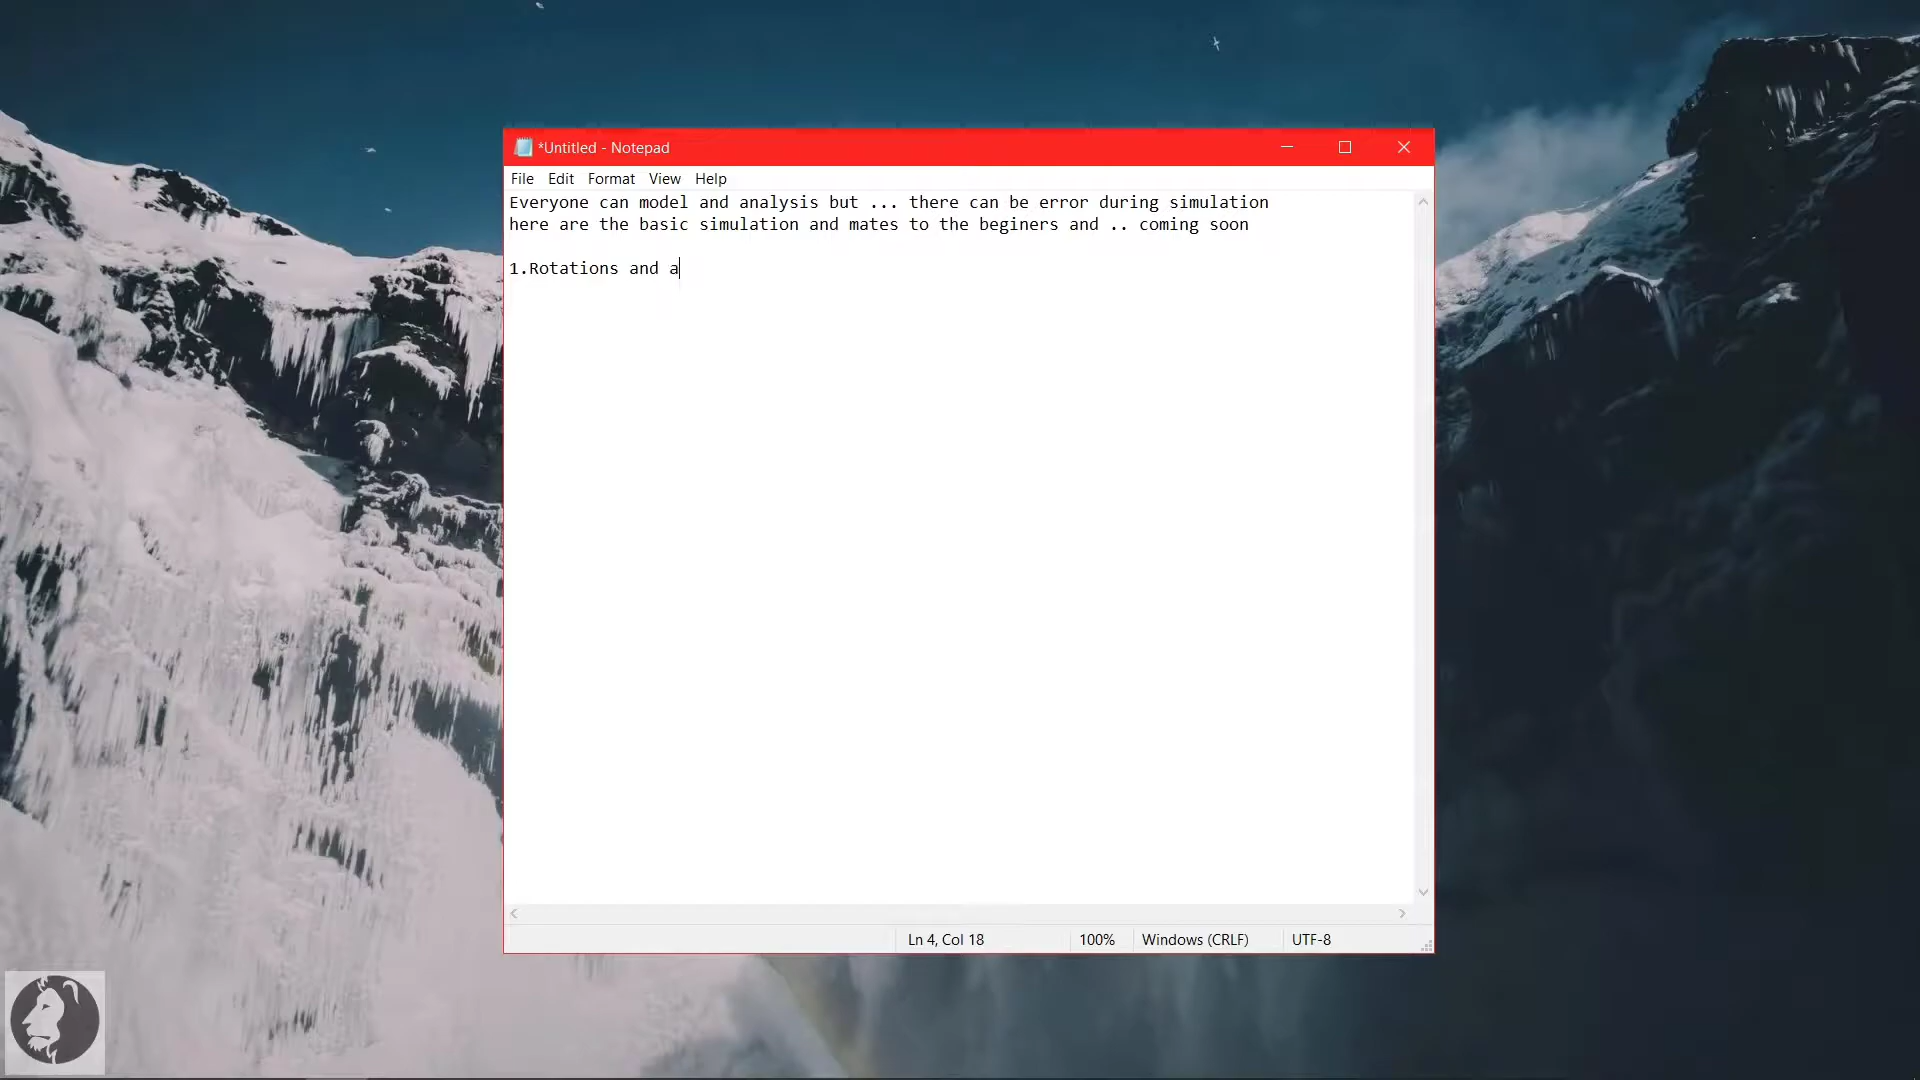 *Untitled - Notepad
File Edit Format View Help
Everyone can model and analysis but ... there can be error during simulation
here are the basic simulation and mates to the beginers and .. coming soon
1.Rotations and a
Ln 4, Col 18 100% Windows (CRLF) UTF-8